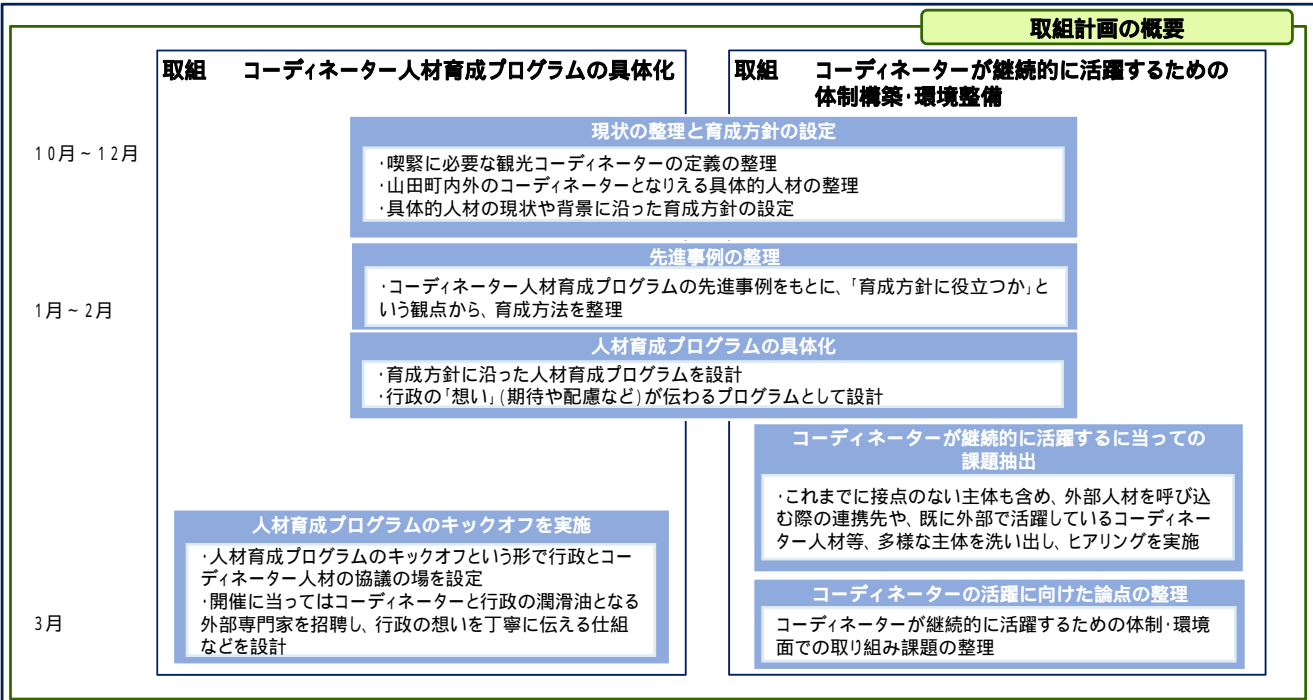 取組計画の概要
取組 コーディネーター人材育成プログラムの具体化
取組 コーディネーターが継続的に活躍するための
体制構築･環境整備
10月～12月
現状の整理と育成方針の設定
･喫緊に必要な観光コーディネーターの定義の整理
･山田町内外のコーディネーターとなりえる具体的人材の整理
･具体的人材の現状や背景に沿った育成方針の設定
1月～2月
先進事例の整理
･コーディネーター人材育成プログラムの先進事例をもとに、「育成方針に役立つか」と
いう観点から、育成方法を整理
人材育成プログラムの具体化
･育成方針に沿った人材育成プログラムを設計
･行政の「想い」(期待や配慮など)が伝わるプログラムとして設計
コーディネーターが継続的に活躍するに当っての
課題抽出
･これまでに接点のない主体も含め、外部人材を呼び込
む際の連携先や、既に外部で活躍しているコーディネー
ター人材等、多様な主体を洗い出し、ヒアリングを実施
3月
人材育成プログラムのキックオフを実施
･人材育成プログラムのキックオフという形で行政とコー
ディネーター人材の協議の場を設定
･開催に当ってはコーディネーターと行政の潤滑油となる
外部専門家を招聘し、行政の想いを丁寧に伝える仕組
などを設計
コーディネーターの活躍に向けた論点の整理
コーディネーターが継続的に活躍するための体制･環境
面での取り組み課題の整理